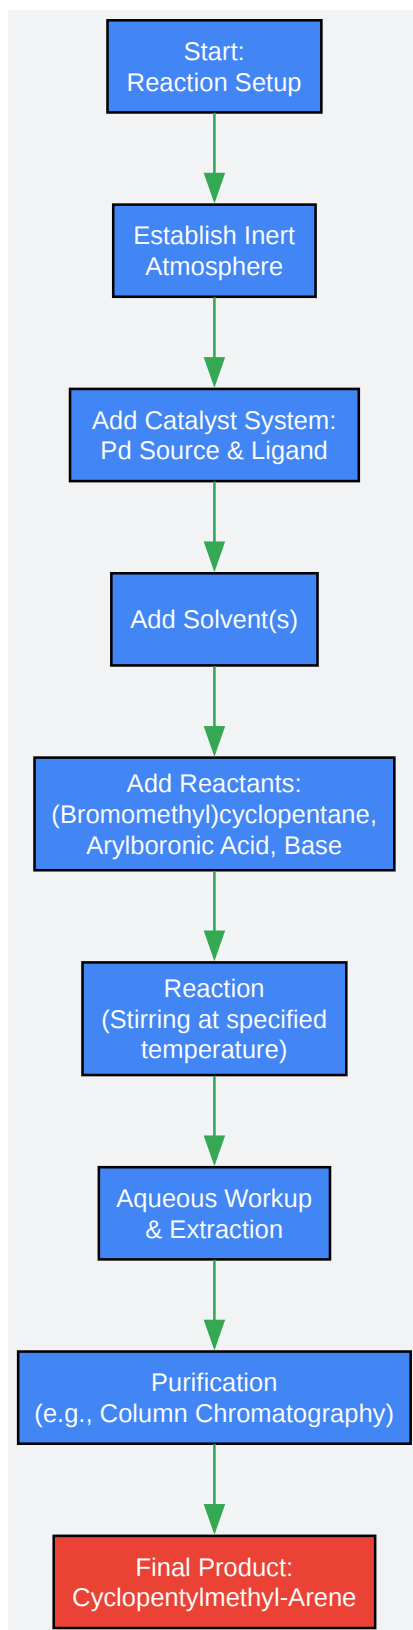 Start:
Reaction Setup
Establish Inert
Atmosphere
Add Catalyst System:
Pd Source & Ligand
Add Solvent(s)
Add Reactants:
(Bromomethyl)cyclopentane,
Arylboronic Acid, Base
Reaction
(Stirring at specified
temperature)
Aqueous Workup
& Extraction
Purification
(e.g., Column Chromatography)
Final Product:
Cyclopentylmethyl-Arene